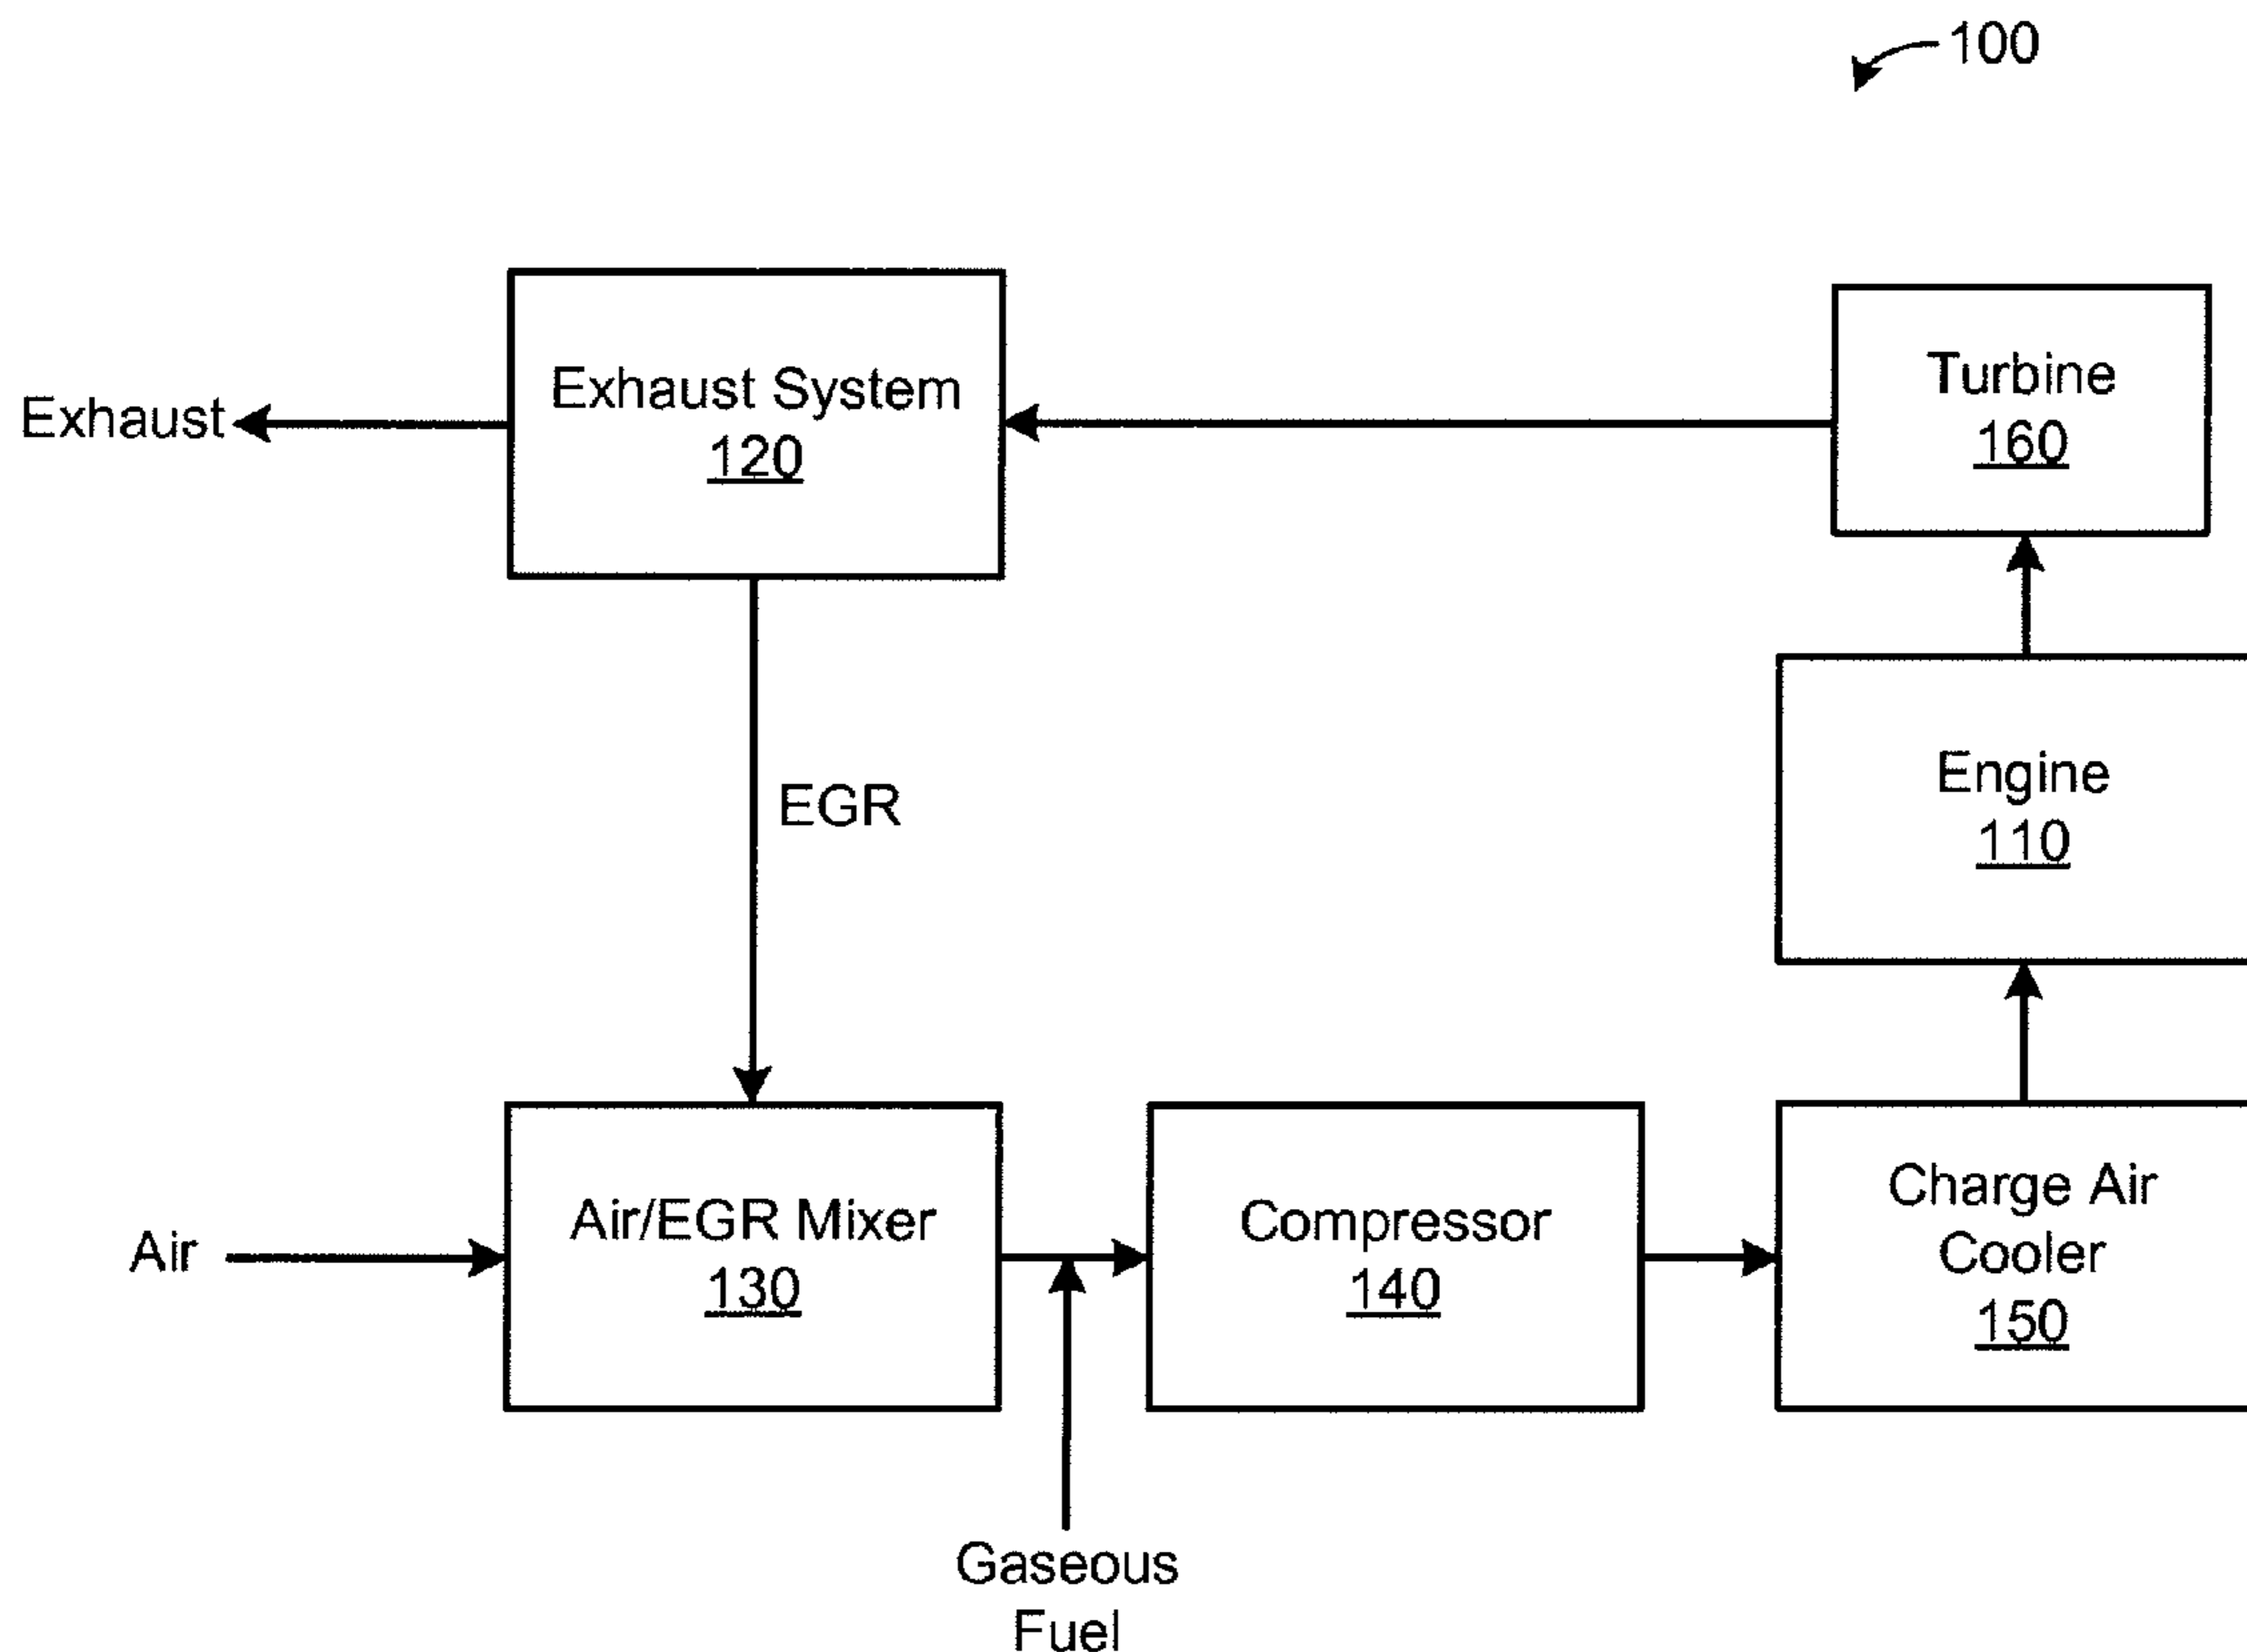 100
Exhaust System
120
Turbine
160
Exhaust
Engine
110
EGR
Air/EGR Mixer
130
Compressor
140
Charge Air
Cooler
150
Air
Gaseous
Fuel